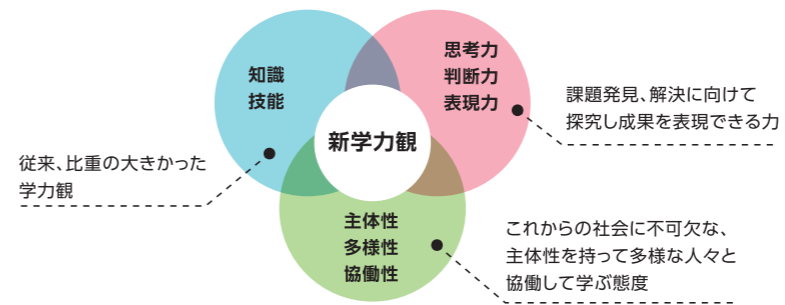 知識
技能
思考力
判断力
表現力
新学力観
主体性
多様性
協働性
従来、比重の大きかった
学力観
課題発見、解決に向けて
探究し成果を表現できる力
これからの社会に不可欠な、
主体性を持って多様な人々と
協働して学ぶ態度